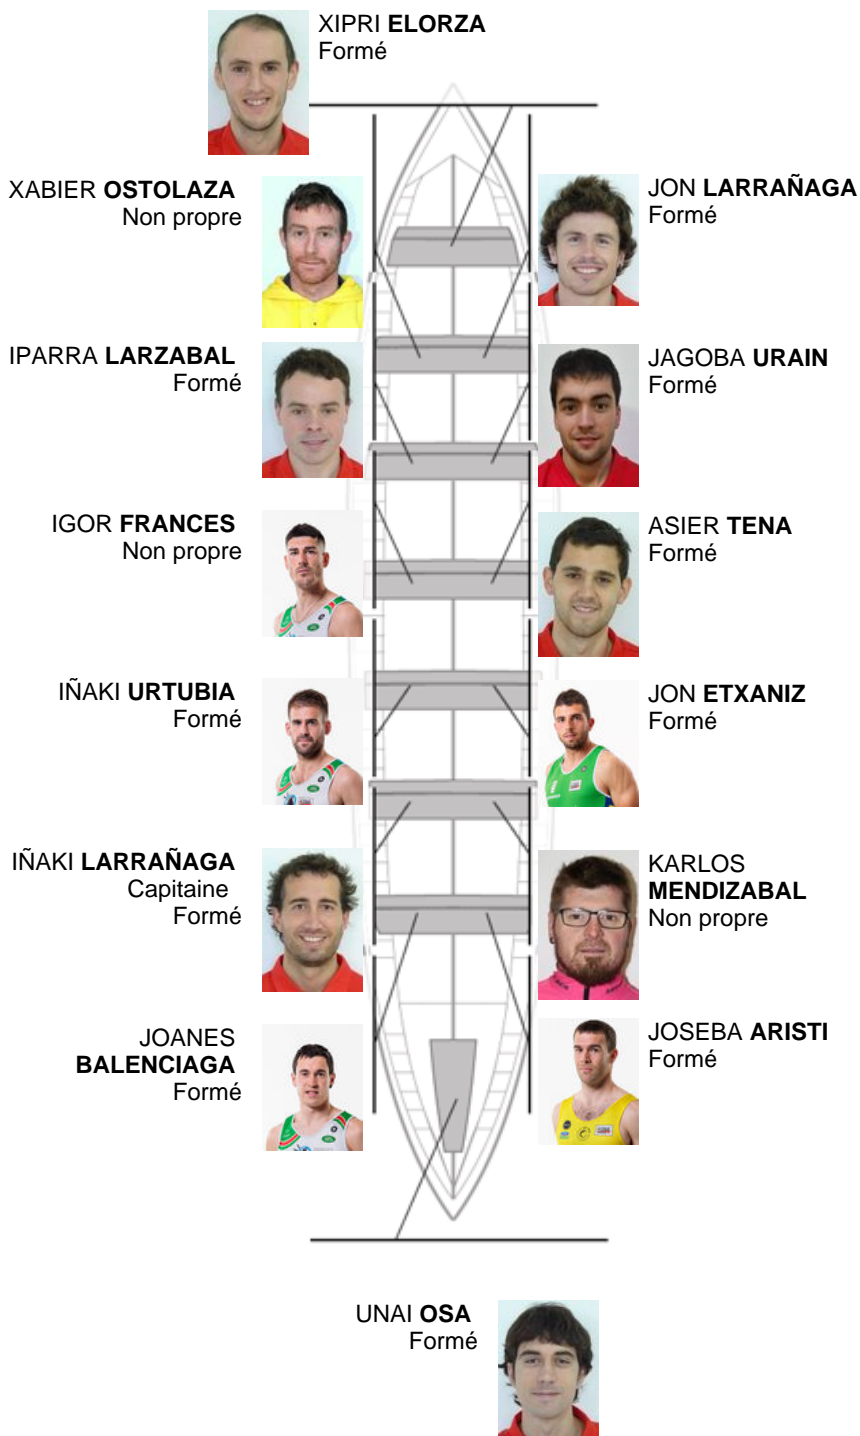 XIPRI ELORZA
Formé
XABIER OSTOLAZA
Non propre
JON LARRAÑAGA
Formé
IPARRA LARZABAL
Formé
JAGOBA URAIN
Formé
IGOR FRANCES
Non propre
ASIER TENA
Formé
IÑAKI URTUBIA
Formé
JON ETXANIZ
Formé
IÑAKI LARRAÑAGA
Capitaine
Formé
KARLOS
MENDIZABAL
Non propre
JOANES
BALENCIAGA
Formé
JOSEBA ARISTI
Formé
UNAI OSA
Formé